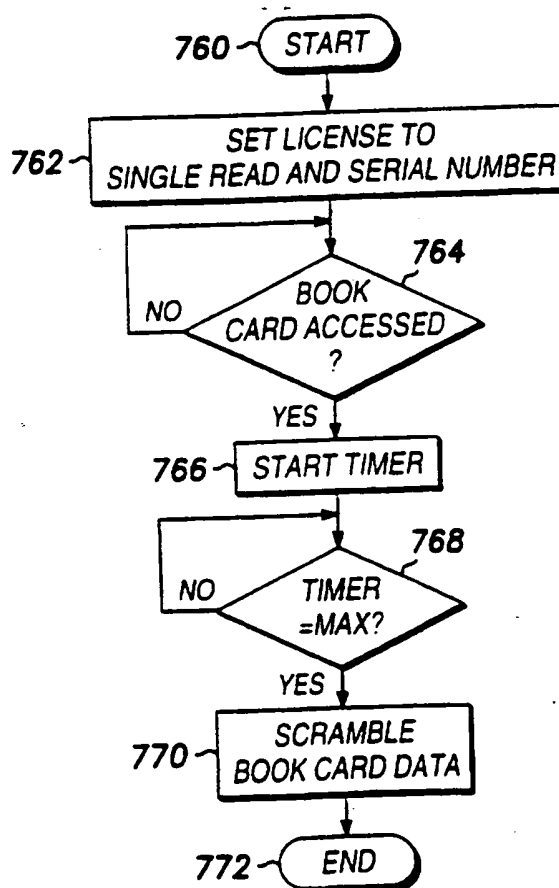 760
START
762
SET LICENSE TO
SINGLE READ AND SERIAL NUMBER
764
NO
BOOK
CARD ACCESSED
?
YES
766
START TIMER
768
NO
TIMER
=MAX?
YES
770
SCRAMBLE
BOOK CARD DATA
772
END